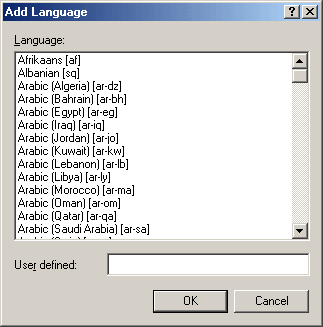 Add Language
Language:
Afrikaans [af]
Albanian [sq]
Arabic (Algeria) [ar-dz]
Arabic (Bahrain) [ar-bh]
Arabic (Egypt) [ar-eg]
Arabic (Iraq) [ar-iq]
Arabic (Jordan) [ar-jo]
Arabic (Kuwait) [ar-kw]
Arabic (Lebanon) [ar-lb]
Arabic (Libya) [ar-ly]
Arabic (Morocco) [ar-ma]
Arabic (Oman) [ar-om]
Arabic (Qatar) [ar-qa]
Arabic (Saudi Arabia) [ar-sa]
User defined:
OK Cancel